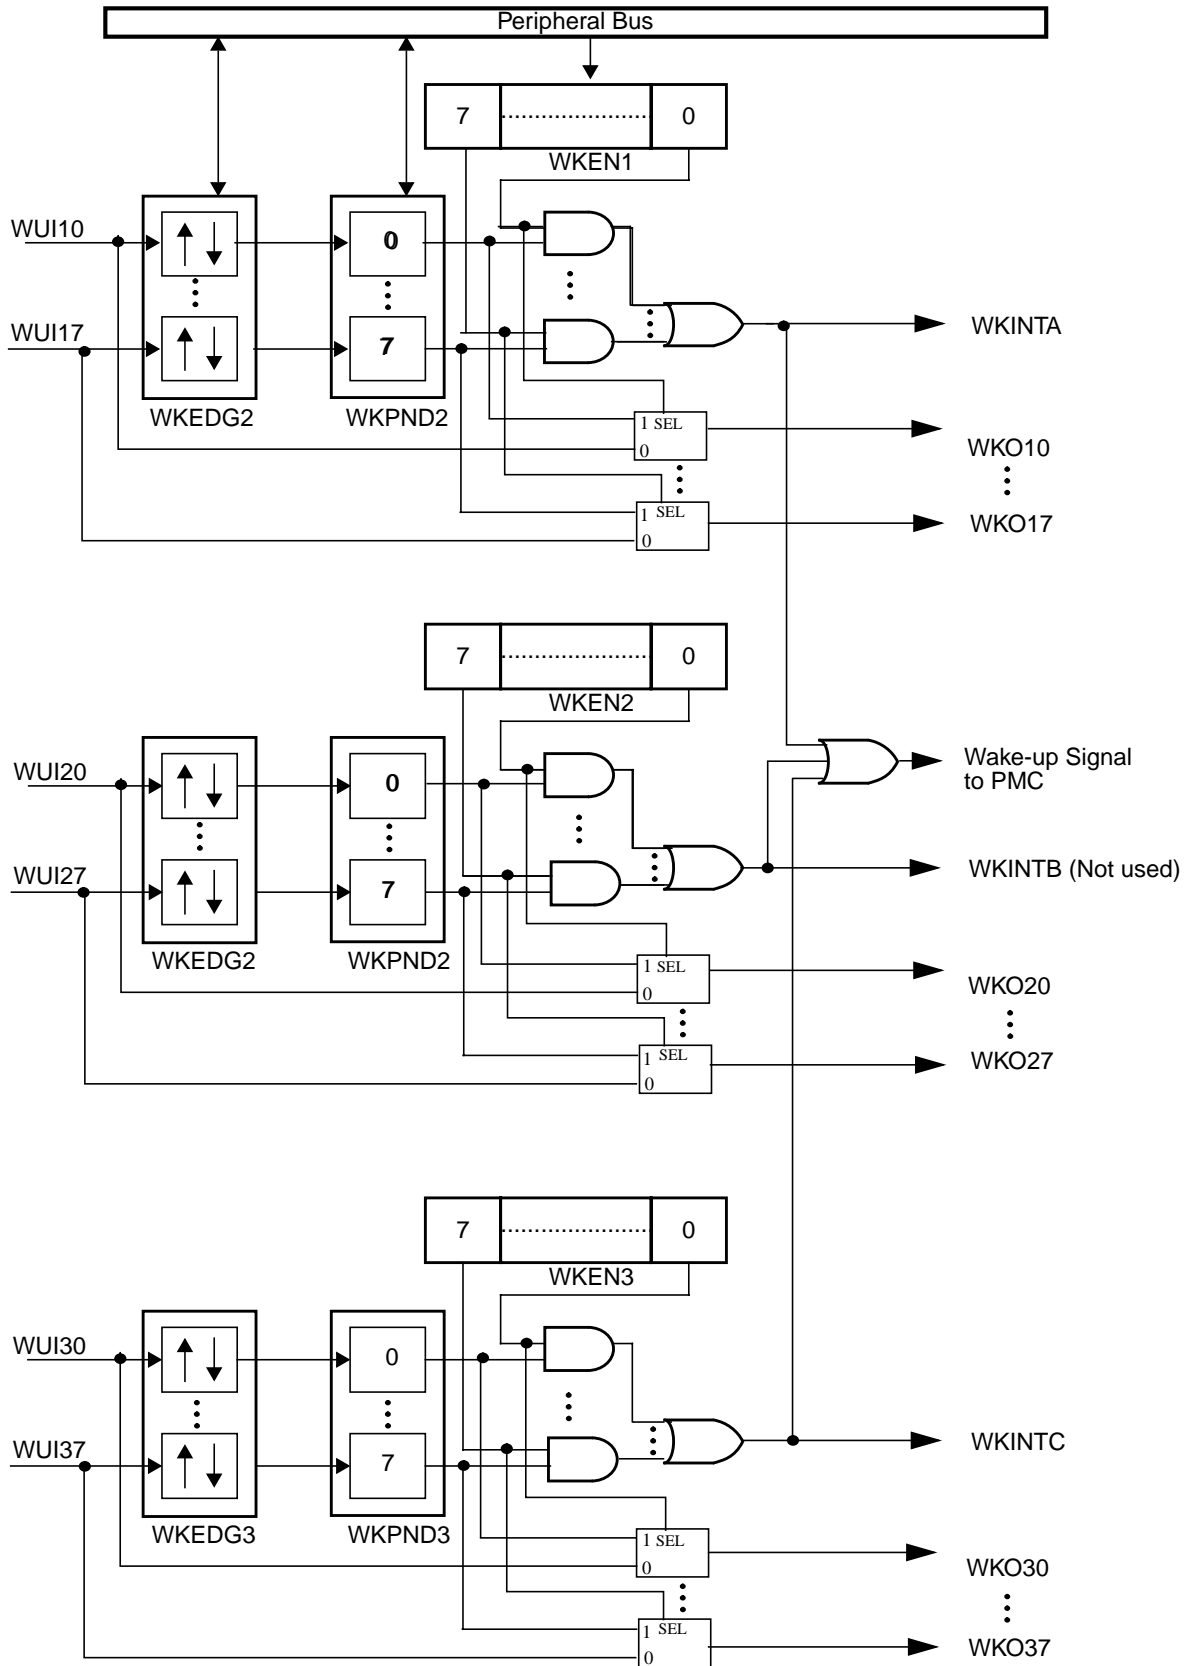 Peripheral Bus
7 0
WKEN1
WUI10
0
WUI17
7
WKINTA
WKEDG2 WKPND2
1 SEL
0
WKO10
1 SEL
0
WKO17
7 0
WKEN2
WUI20
0
Wake-up Signal
to PMC
WUI27
7
WKINTB (Not used)
WKEDG2 WKPND2
1 SEL
0
WKO20
1 SEL
0
WKO27
7 0
WKEN3
WUI30
0
WUI37
7
WKINTC
WKEDG3 WKPND3
1 SEL
0
WKO30
1 SEL
0
WKO37